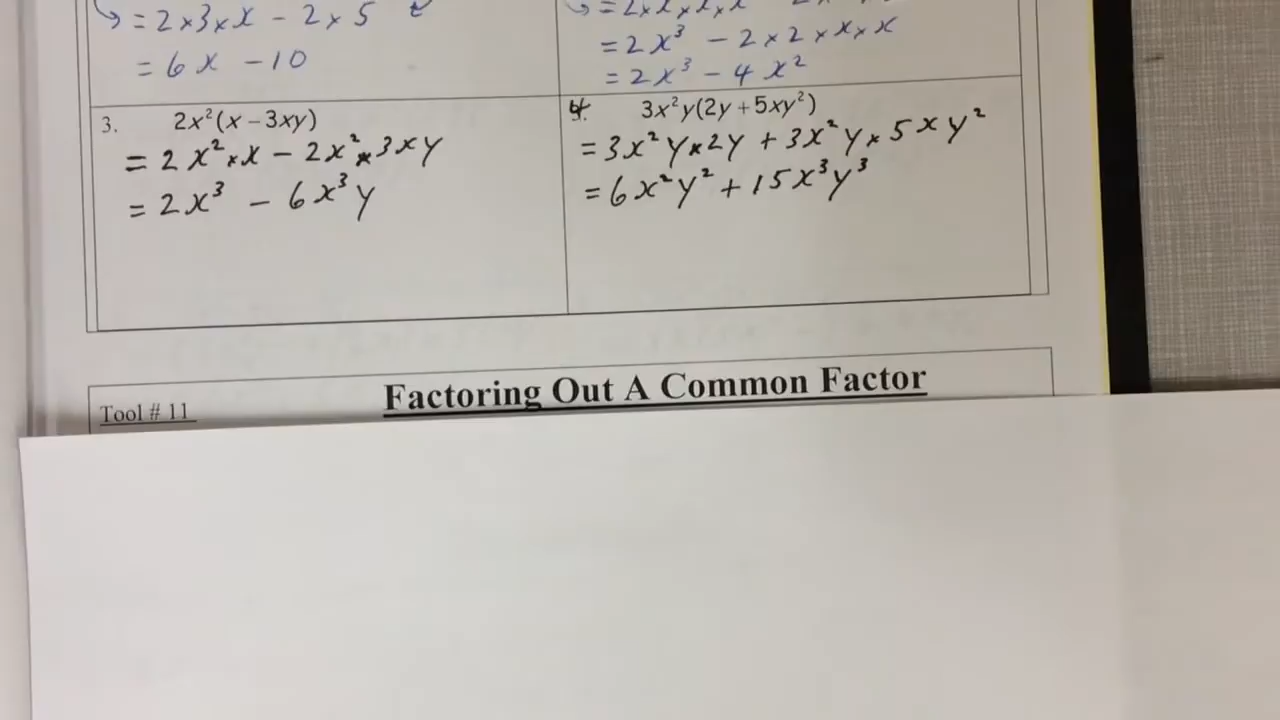 = 2×3×x - 2×5
= 6x - 10
= 2×x×x×x
= 2x³ - 2×2×x×x
= 2x³ - 4x²
3. 2x²(x – 3xy)
= 2x²×x - 2x²×3xy
= 2x³ - 6x³y
4. 3x²y(2y + 5xy²)
= 3x²y×2y + 3x²y×5xy²
= 6x²y² + 15x³y³
Factoring Out A Common Factor
Tool # 11